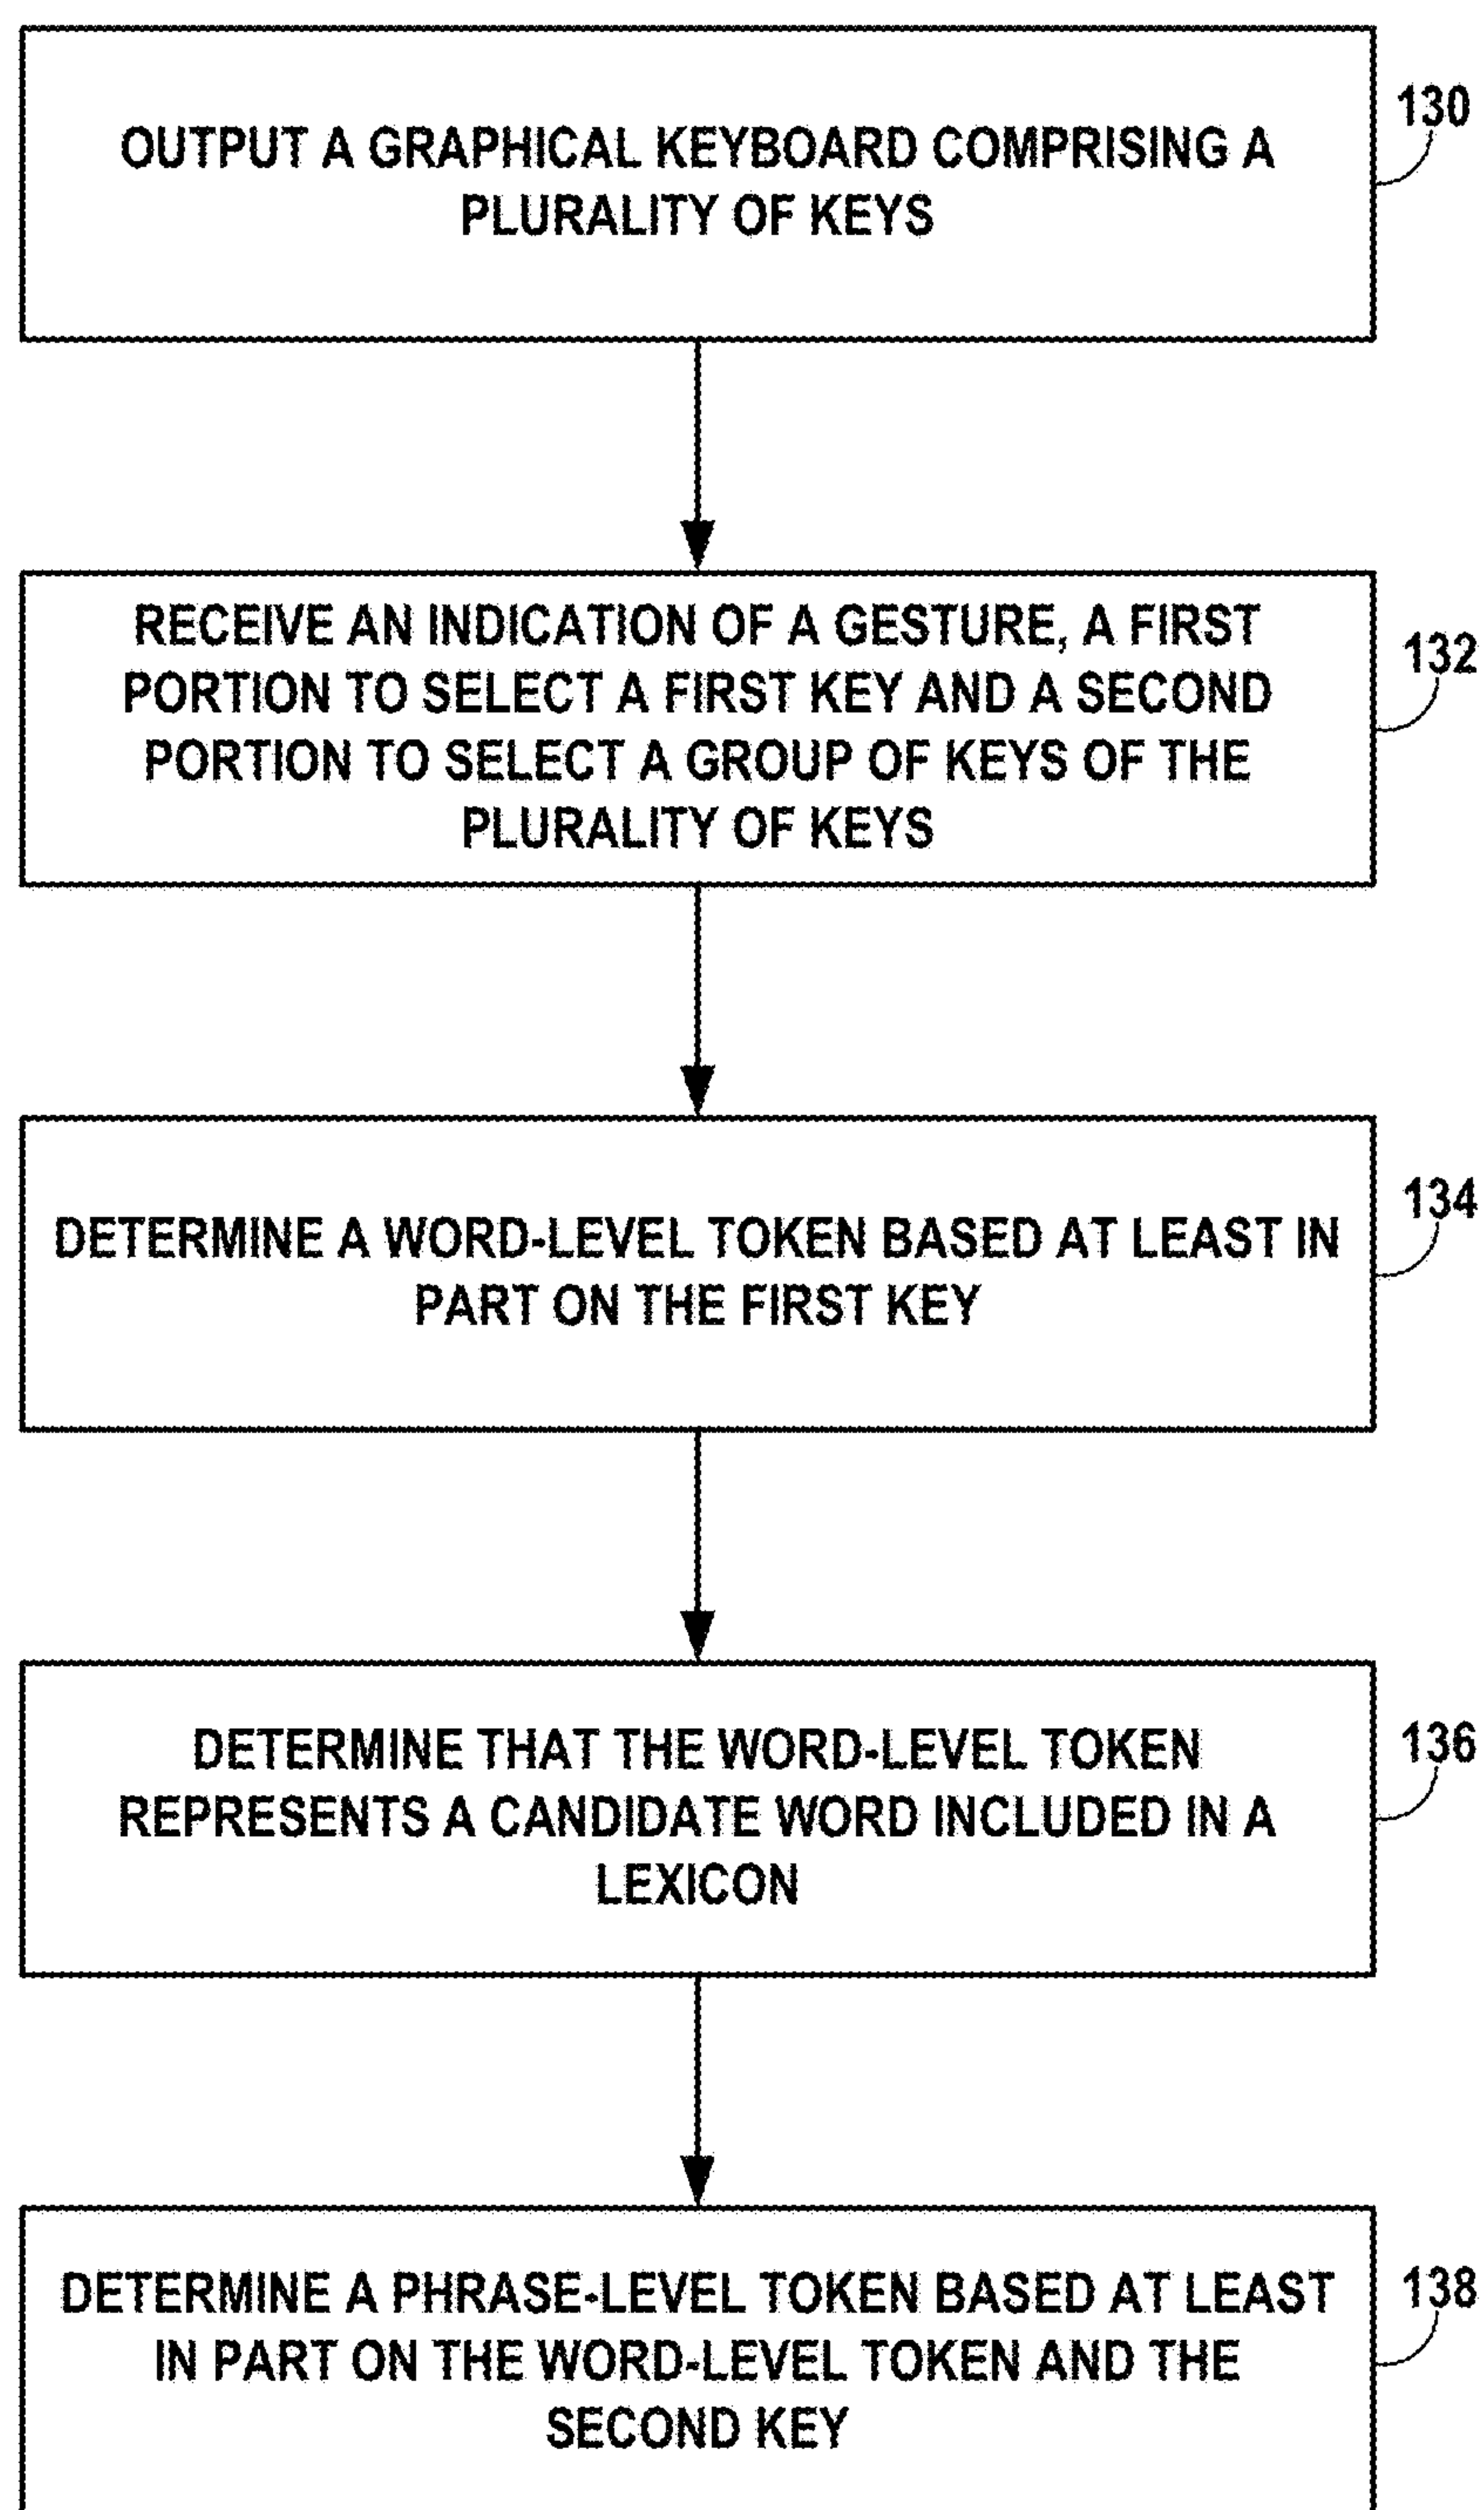 OUTPUT A GRAPHICAL KEYBOARD COMPRISING A
PLURALITY OF KEYS
130
RECEIVE AN INDICATION OF A GESTURE, A FIRST
PORTION TO SELECT A FIRST KEY AND A SECOND
PORTION TO SELECT A GROUP OF KEYS OF THE
PLURALITY OF KEYS
132
DETERMINE A WORD-LEVEL TOKEN BASED AT LEAST IN
PART ON THE FIRST KEY
134
DETERMINE THAT THE WORD-LEVEL TOKEN
REPRESENTS A CANDIDATE WORD INCLUDED IN A
LEXICON
136
DETERMINE A PHRASE-LEVEL TOKEN BASED AT LEAST
IN PART ON THE WORD-LEVEL TOKEN AND THE
SECOND KEY
138